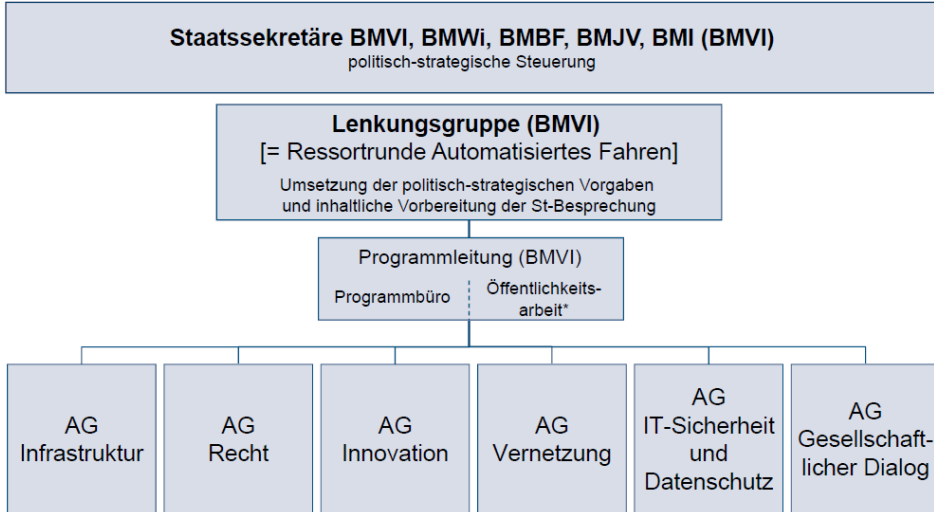 Staatssekretäre BMVI, BMWi, BMBF, BMJV, BMI (BMVI)
politisch-strategische Steuerung
Lenkungsgruppe (BMVI)
[= Ressortrunde Automatisiertes Fahren]
Umsetzung der politisch-strategischen Vorgaben
und inhaltliche Vorbereitung der St-Besprechung
Programmleitung (BMVI)
Programmbüro
Öffentlichkeits-
arbeit*
AG
Infrastruktur
AG
Recht
AG
Innovation
AG
Vernetzung
AG
IT-Sicherheit
und
Datenschutz
AG
Gesellschaft-
licher Dialog